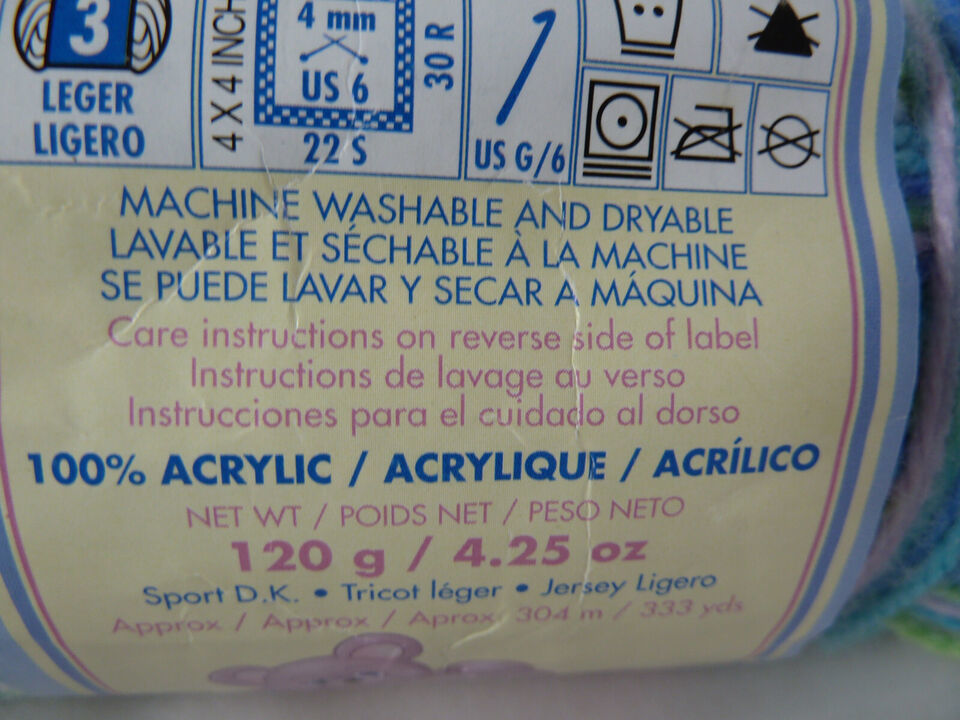 3
LEGER
LIGERO
4 X 4 INCH
4 mm
US 6
22 S
30 R
US G/6
MACHINE WASHABLE AND DRYABLE
LAVABLE ET SÉCHABLE À LA MACHINE
SE PUEDE LAVAR Y SECAR A MÁQUINA
Care instructions on reverse side of label
Instructions de lavage au verso
Instrucciones para el cuidado al dorso
100% ACRYLIC / ACRYLIQUE / ACRÍLICO
NET WT / POIDS NET / PESO NETO
120 g / 4.25 oz
Sport D.K. • Tricot léger • Jersey Ligero
Approx / Approx / Aprox 304 m / 333 yds